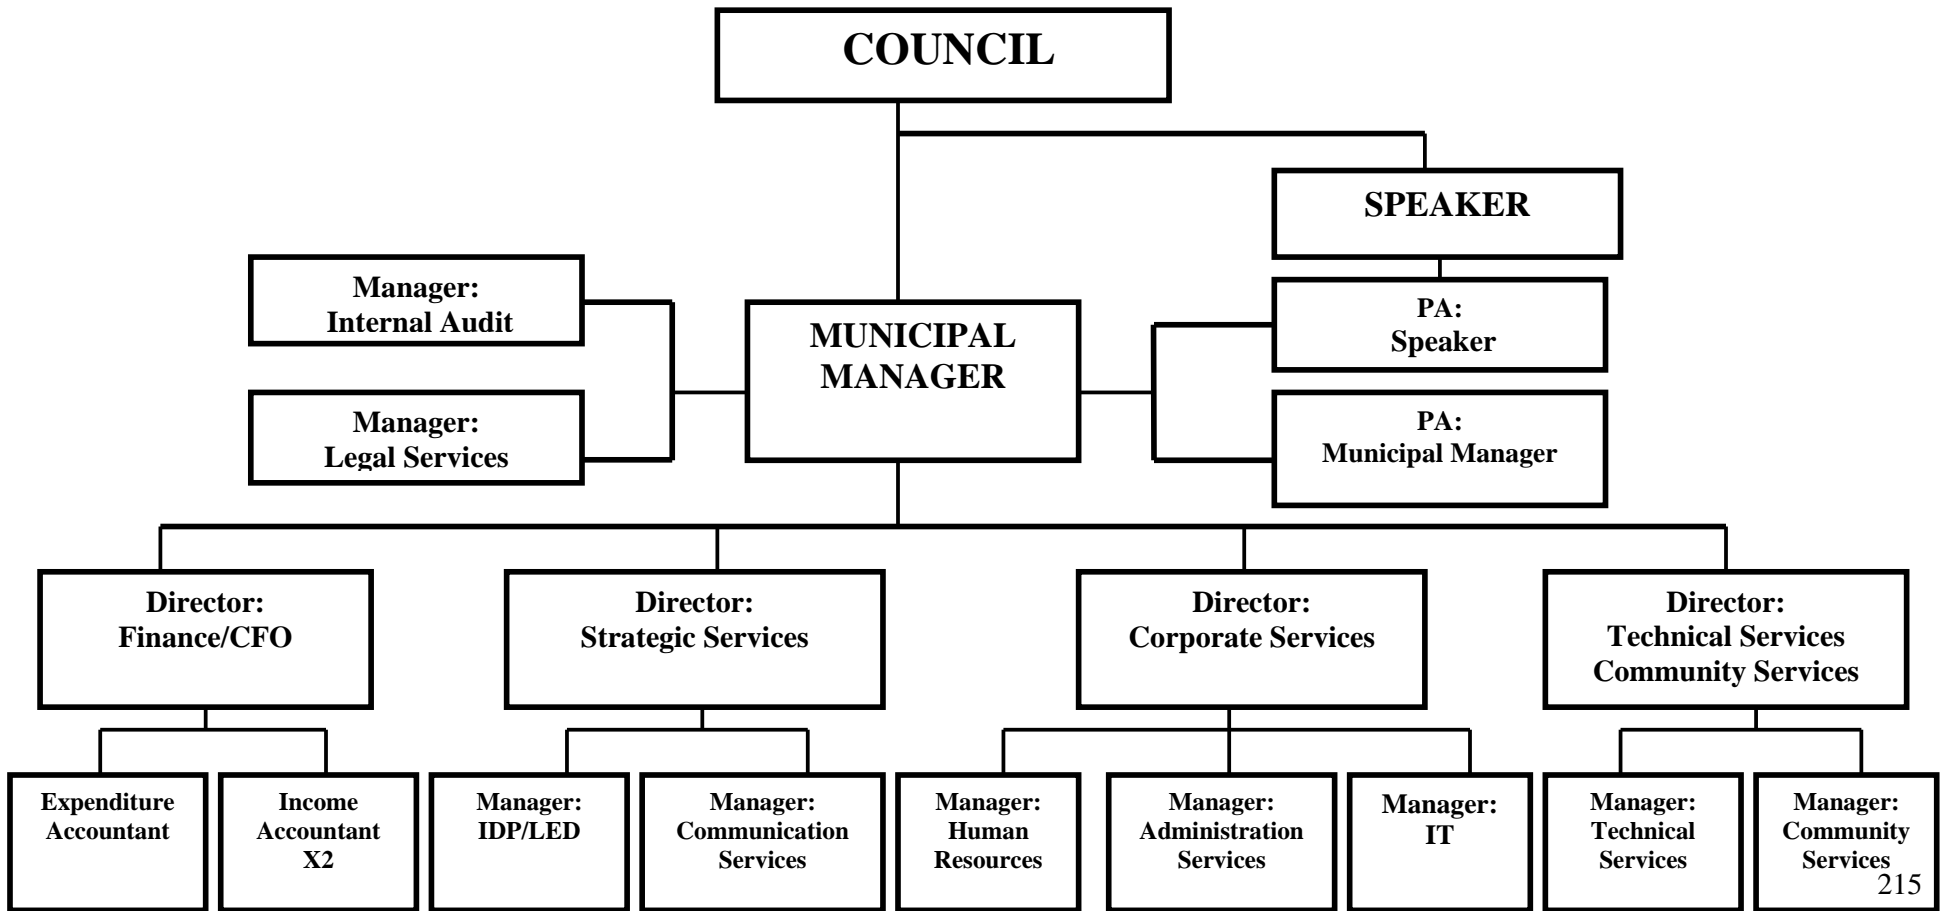 COUNCIL
SPEAKER
Manager:
Internal Audit
MUNICIPAL
MANAGER
PA:
Speaker
Manager:
Legal Services
PA:
Municipal Manager
Director:
Finance/CFO
Director:
Strategic Services
Director:
Corporate Services
Director:
Technical Services
Community Services
Expenditure
Accountant
Income
Accountant
X2
Manager:
IDP/LED
Manager:
Communication
Services
Manager:
Human
Resources
Manager:
Administration
Services
Manager:
IT
Manager:
Technical
Services
Manager:
Community
Services
215